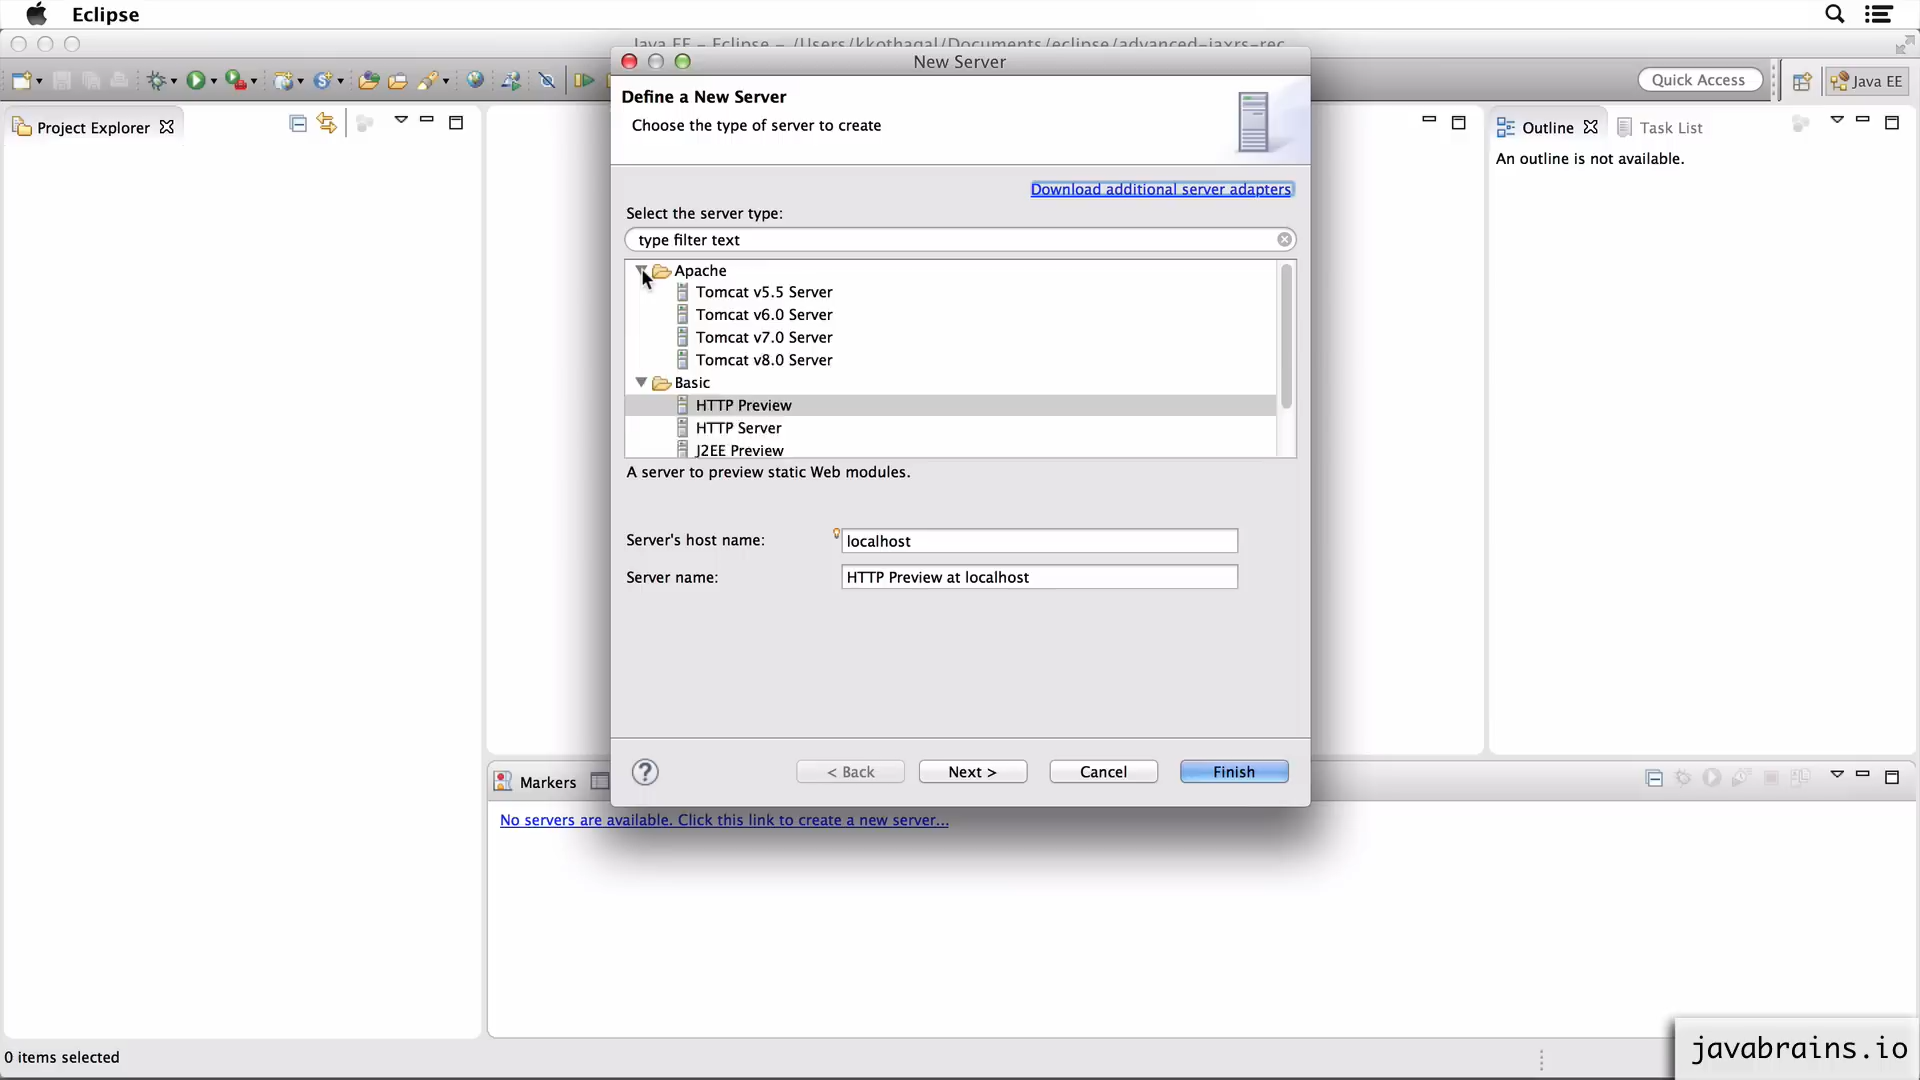 Eclipse
Java EE - Eclipse - /Users/kkothagal/Documents/eclipse/advanced-jaxrs-rec
New Server
Quick Access
Java EE
Define a New Server
Choose the type of server to create
Project Explorer
Outline
Task List
An outline is not available.
Download additional server adapters
Select the server type:
type filter text
Apache
Tomcat v5.5 Server
Tomcat v6.0 Server
Tomcat v7.0 Server
Tomcat v8.0 Server
Basic
HTTP Preview
HTTP Server
J2EE Preview
A server to preview static Web modules.
Server's host name:
localhost
Server name:
HTTP Preview at localhost
?
< Back
Next >
Cancel
Finish
Markers
No servers are available. Click this link to create a new server...
0 items selected
javabrains.io